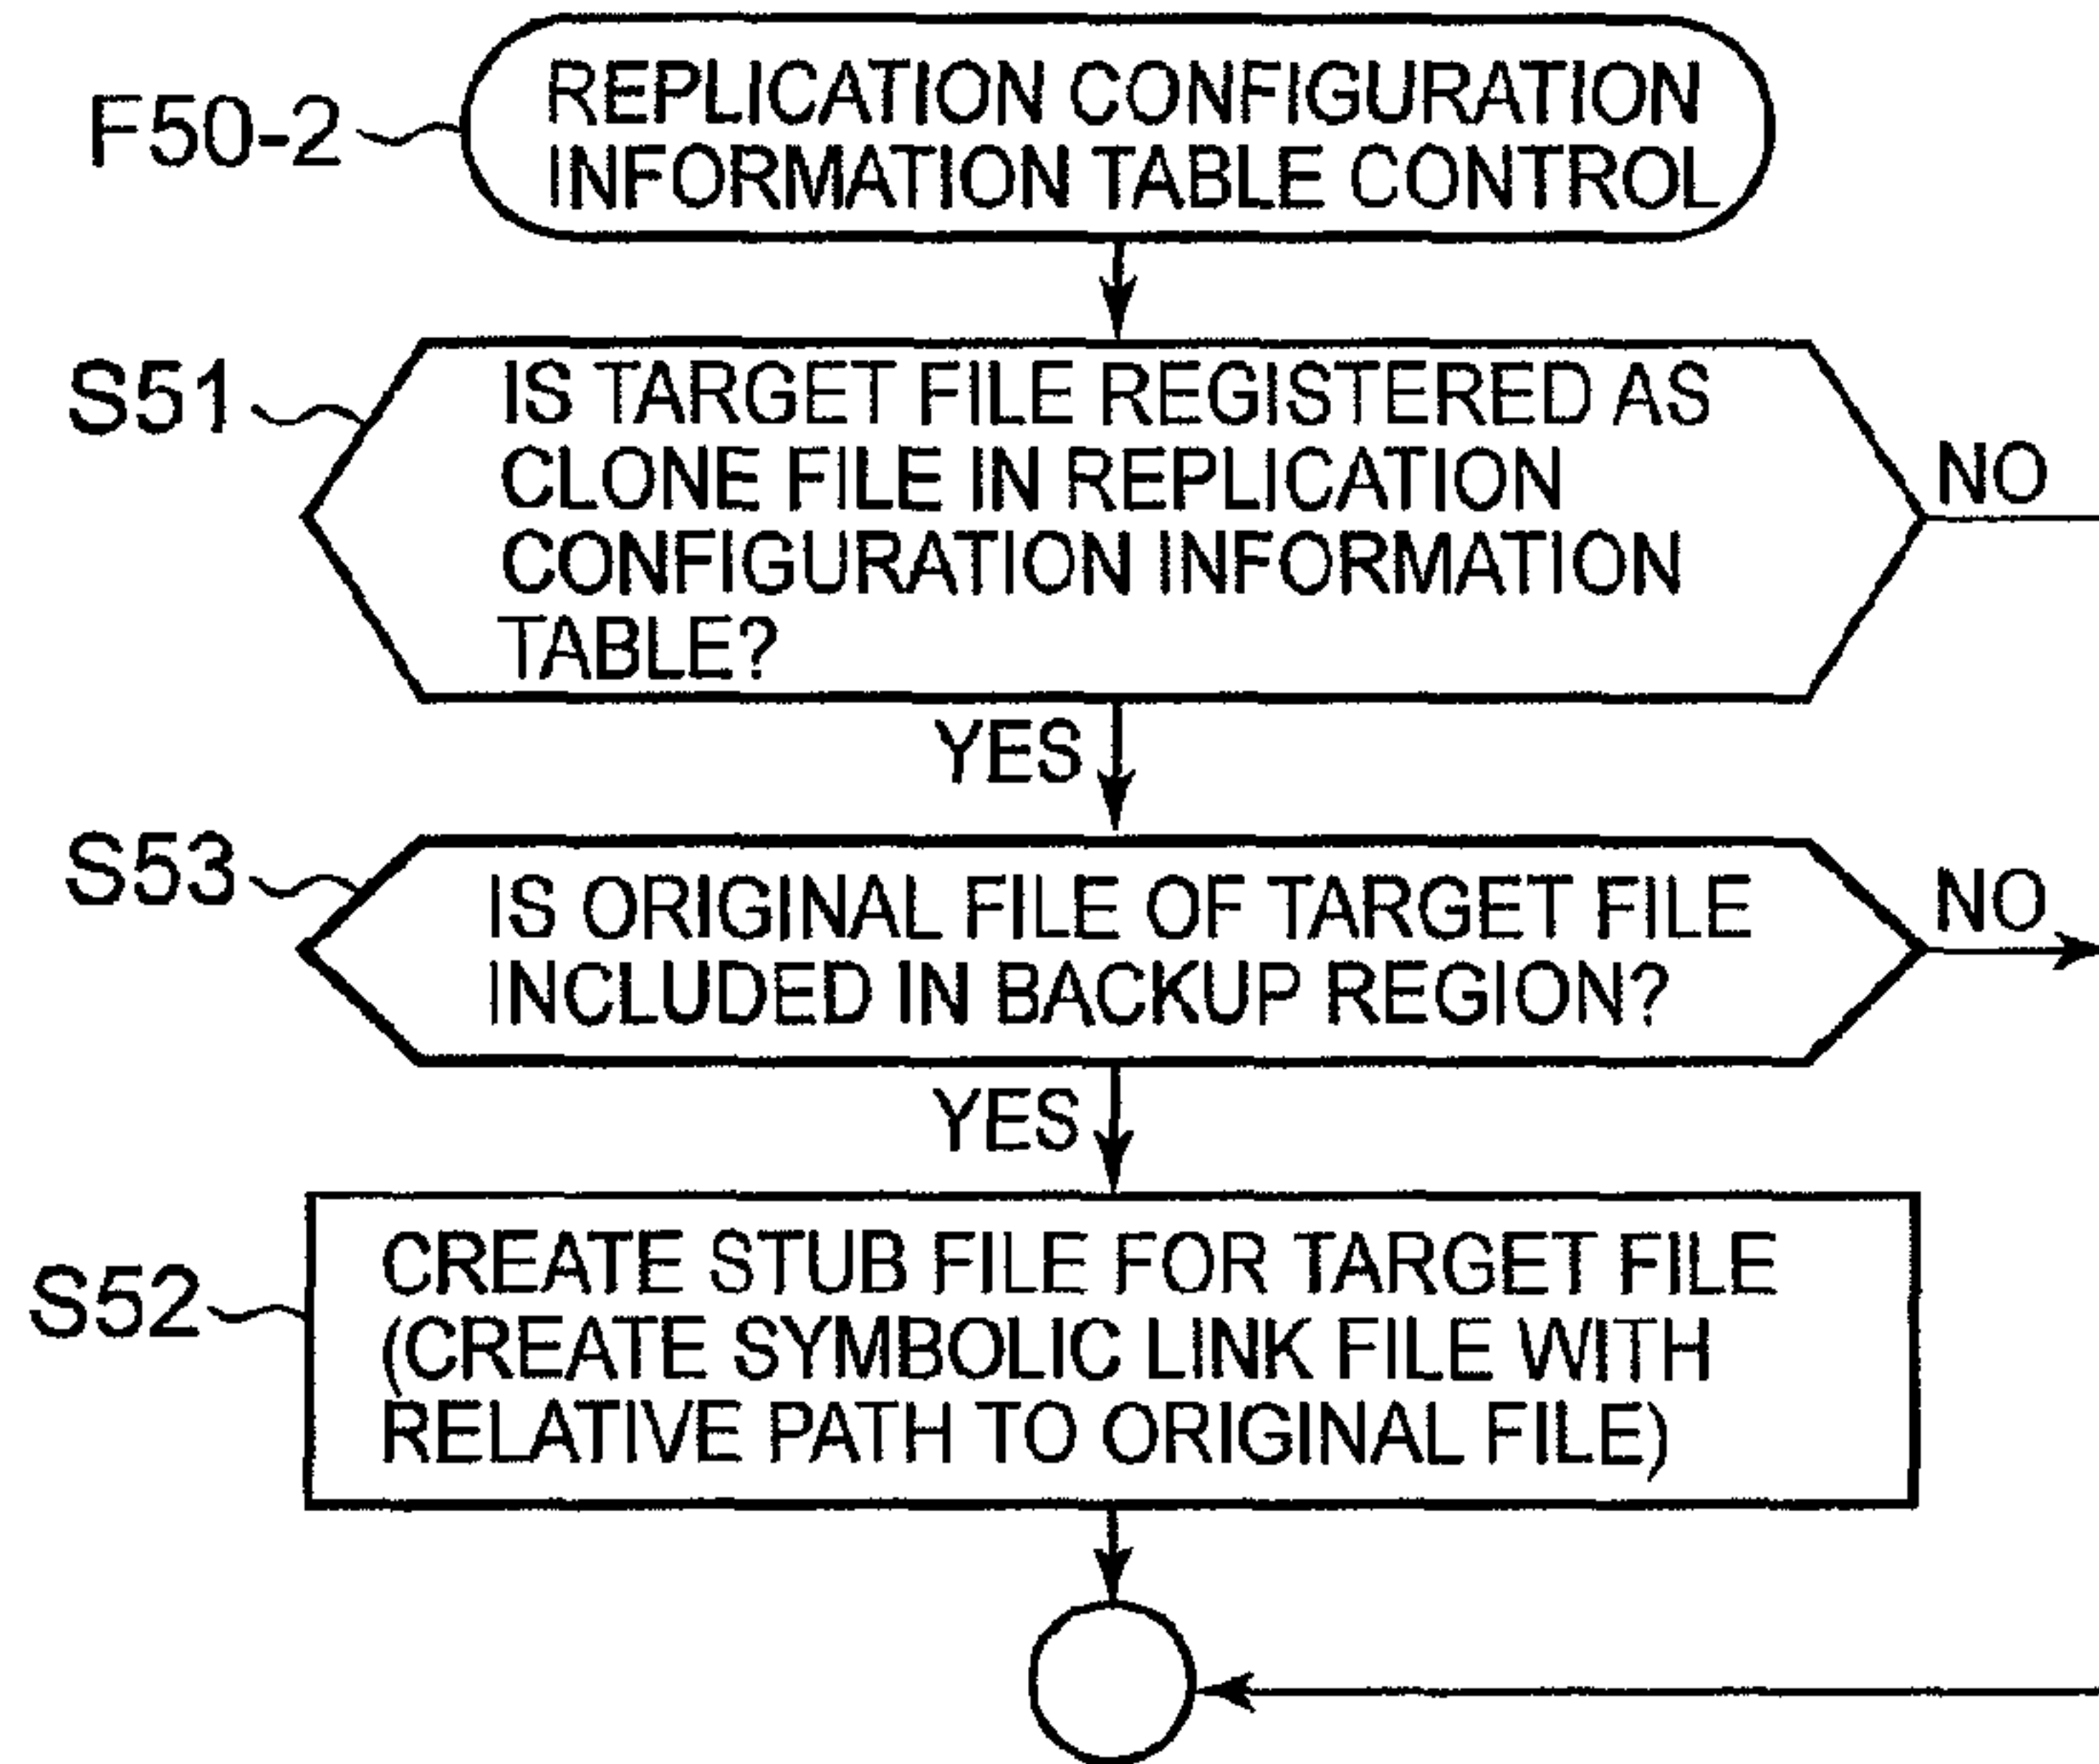 F50-2
REPLICATION CONFIGURATION
INFORMATION TABLE CONTROL
S51
IS TARGET FILE REGISTERED AS
CLONE FILE IN REPLICATION
CONFIGURATION INFORMATION
TABLE?
NO
YES
S53
IS ORIGINAL FILE OF TARGET FILE
INCLUDED IN BACKUP REGION?
NO
YES
S52
CREATE STUB FILE FOR TARGET FILE
(CREATE SYMBOLIC LINK FILE WITH
RELATIVE PATH TO ORIGINAL FILE)